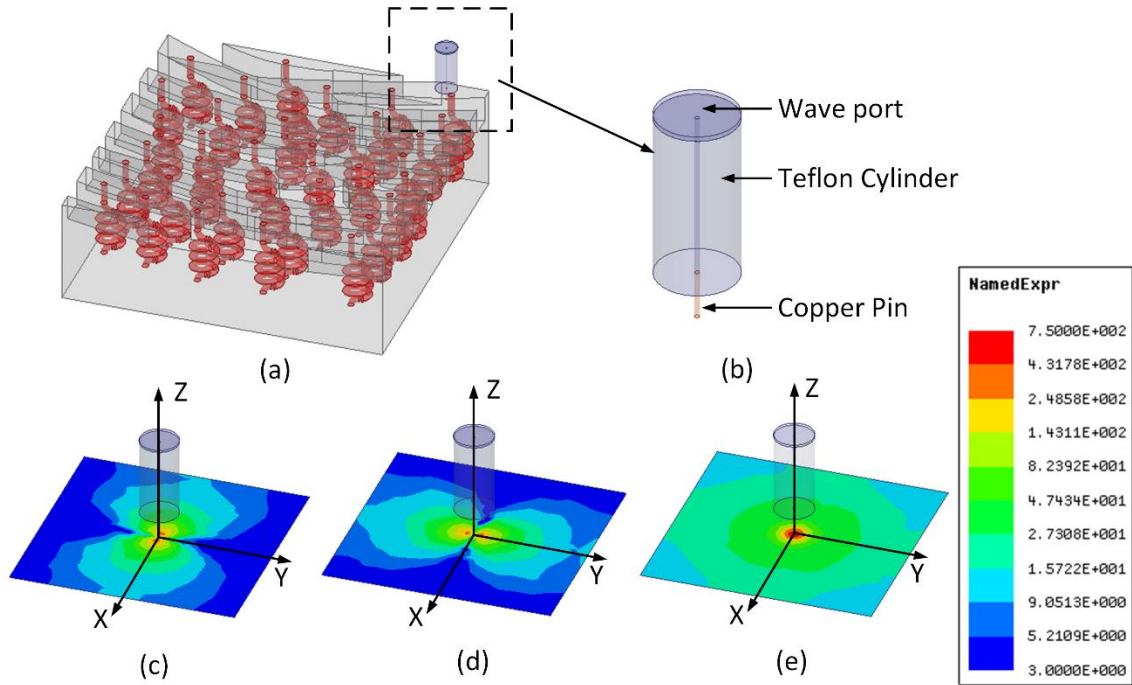 Wave port
Teflon Cylinder
Copper Pin
(a)
(b)
Z
Y
X
(c)
Z
Y
X
(d)
Z
Y
X
(e)
NamedExpr
7.5000E+002
4.3178E+002
2.4858E+002
1.4311E+002
8.2392E+001
4.7434E+001
2.7308E+001
1.5722E+001
9.0513E+000
5.2109E+000
3.0000E+000